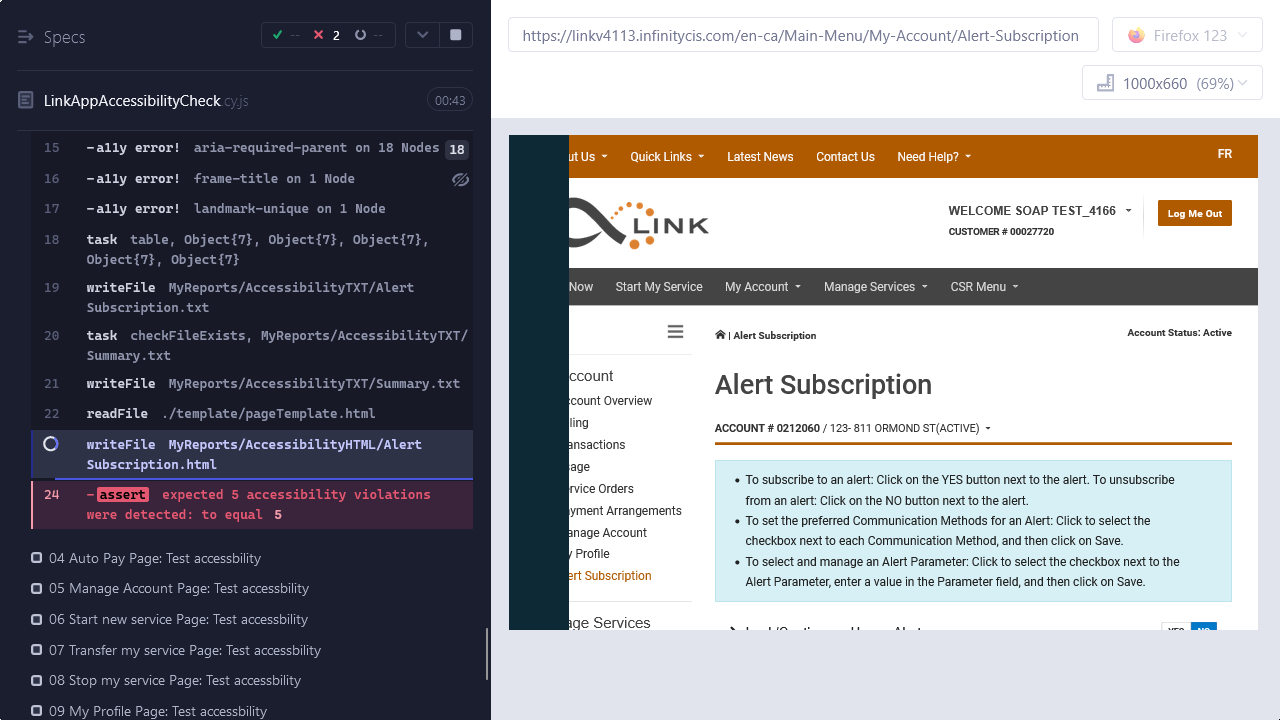 Specs
-- 2 --
LinkAppAccessibilityCheck.cy.js
00:43
15 -a11y error! aria-required-parent on 18 Nodes 18
16 -a11y error! frame-title on 1 Node
17 -a11y error! landmark-unique on 1 Node
18 task table, Object{7}, Object{7}, Object{7},
Object{7}, Object{7}
19 writeFile MyReports/AccessibilityTXT/Alert
Subscription.txt
20 task checkFileExists, MyReports/AccessibilityTXT/
Summary.txt
21 writeFile MyReports/AccessibilityTXT/Summary.txt
22 readFile ./template/pageTemplate.html
writeFile MyReports/AccessibilityHTML/Alert
Subscription.html
24 -assert expected 5 accessibility violations
were detected: to equal 5
04 Auto Pay Page: Test accessbility
05 Manage Account Page: Test accessbility
06 Start new service Page: Test accessbility
07 Transfer my service Page: Test accessbility
08 Stop my service Page: Test accessbility
09 My Profile Page: Test accessbility
https://linkv4113.infinitycis.com/en-ca/Main-Menu/My-Account/Alert-Subscription
Firefox 123
1000x660 (69%)
ut Us Quick Links Latest News Contact Us Need Help? FR
LINK
WELCOME SOAP TEST_4166
CUSTOMER # 00027720
Log Me Out
Now Start My Service My Account Manage Services CSR Menu
| Alert Subscription
Account Status: Active
ccount
ccount Overview
ling
ansactions
sage
ervice Orders
ayment Arrangements
anage Account
y Profile
ert Subscription
age Services
Alert Subscription
ACCOUNT # 0212060 / 123- 811 ORMOND ST(ACTIVE)
• To subscribe to an alert: Click on the YES button next to the alert. To unsubscribe
from an alert: Click on the NO button next to the alert.
• To set the preferred Communication Methods for an Alert: Click to select the
checkbox next to each Communication Method, and then click on Save.
• To select and manage an Alert Parameter: Click to select the checkbox next to the
Alert Parameter, enter a value in the Parameter field, and then click on Save.
YES NO